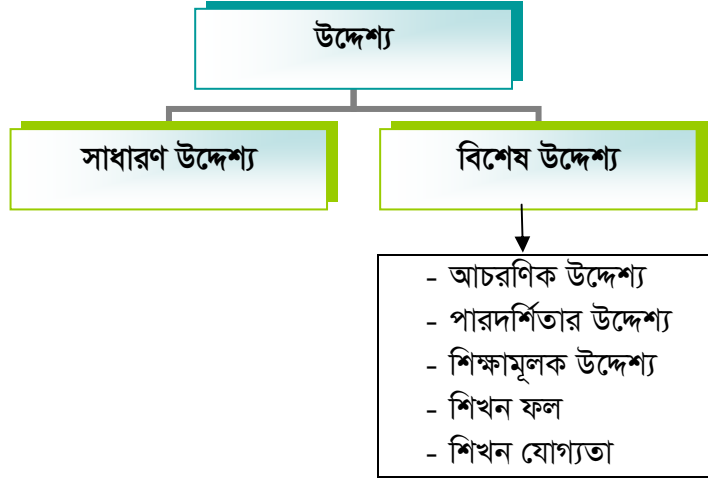 উদ্দেশ্য
সাধারণ উদ্দেশ্য
বিশেষ উদ্দেশ্য
- আচরণিক উদ্দেশ্য
- পারদর্শিতার উদ্দেশ্য
- শিক্ষামূলক উদ্দেশ্য
- শিখন ফল
- শিখন যোগ্যতা